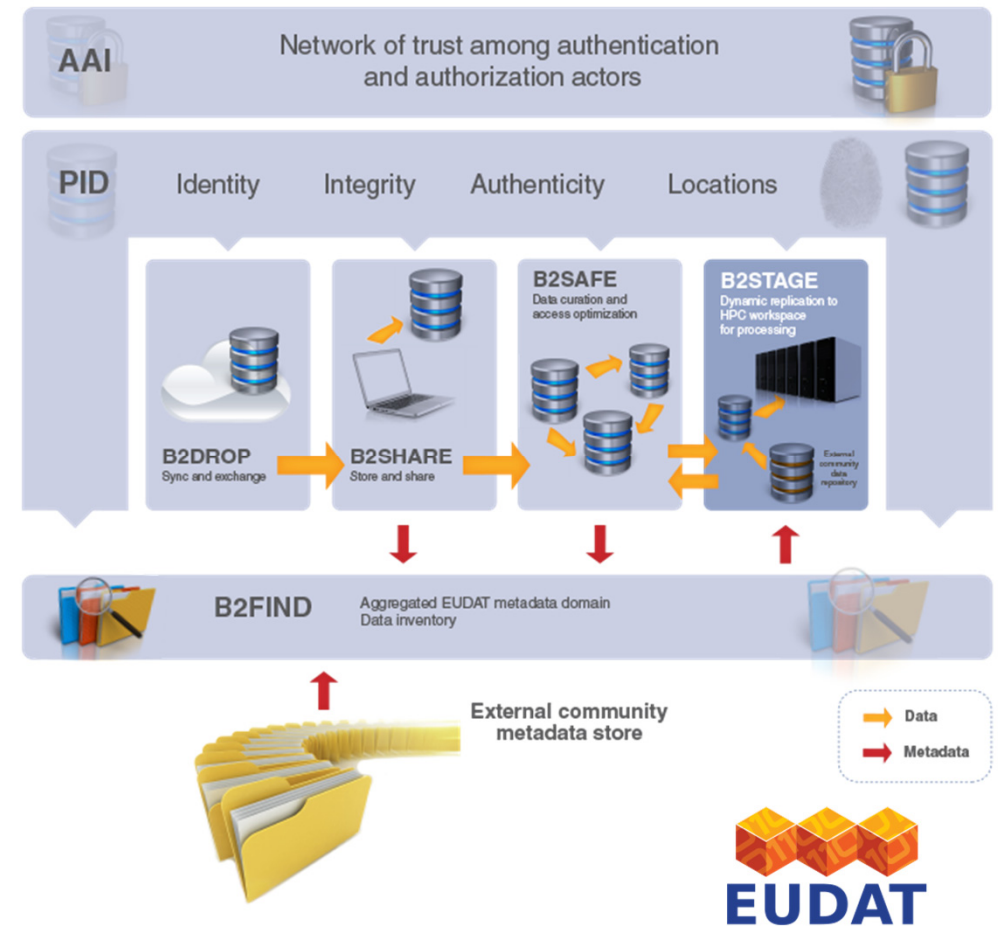 AAI
Network of trust among authentication
and authorization actors
PID
Identity
Integrity
Authenticity
Locations
B2DROP
Sync and exchange
B2SHARE
Store and share
B2SAFE
Data curation and
access optimization
B2STAGE
Dynamic replication to
HPC workspace
for processing
External
community
data
repository
B2FIND
Aggregated EUDAT metadata domain
Data inventory
External community
metadata store
Data
Metadata
EUDAT